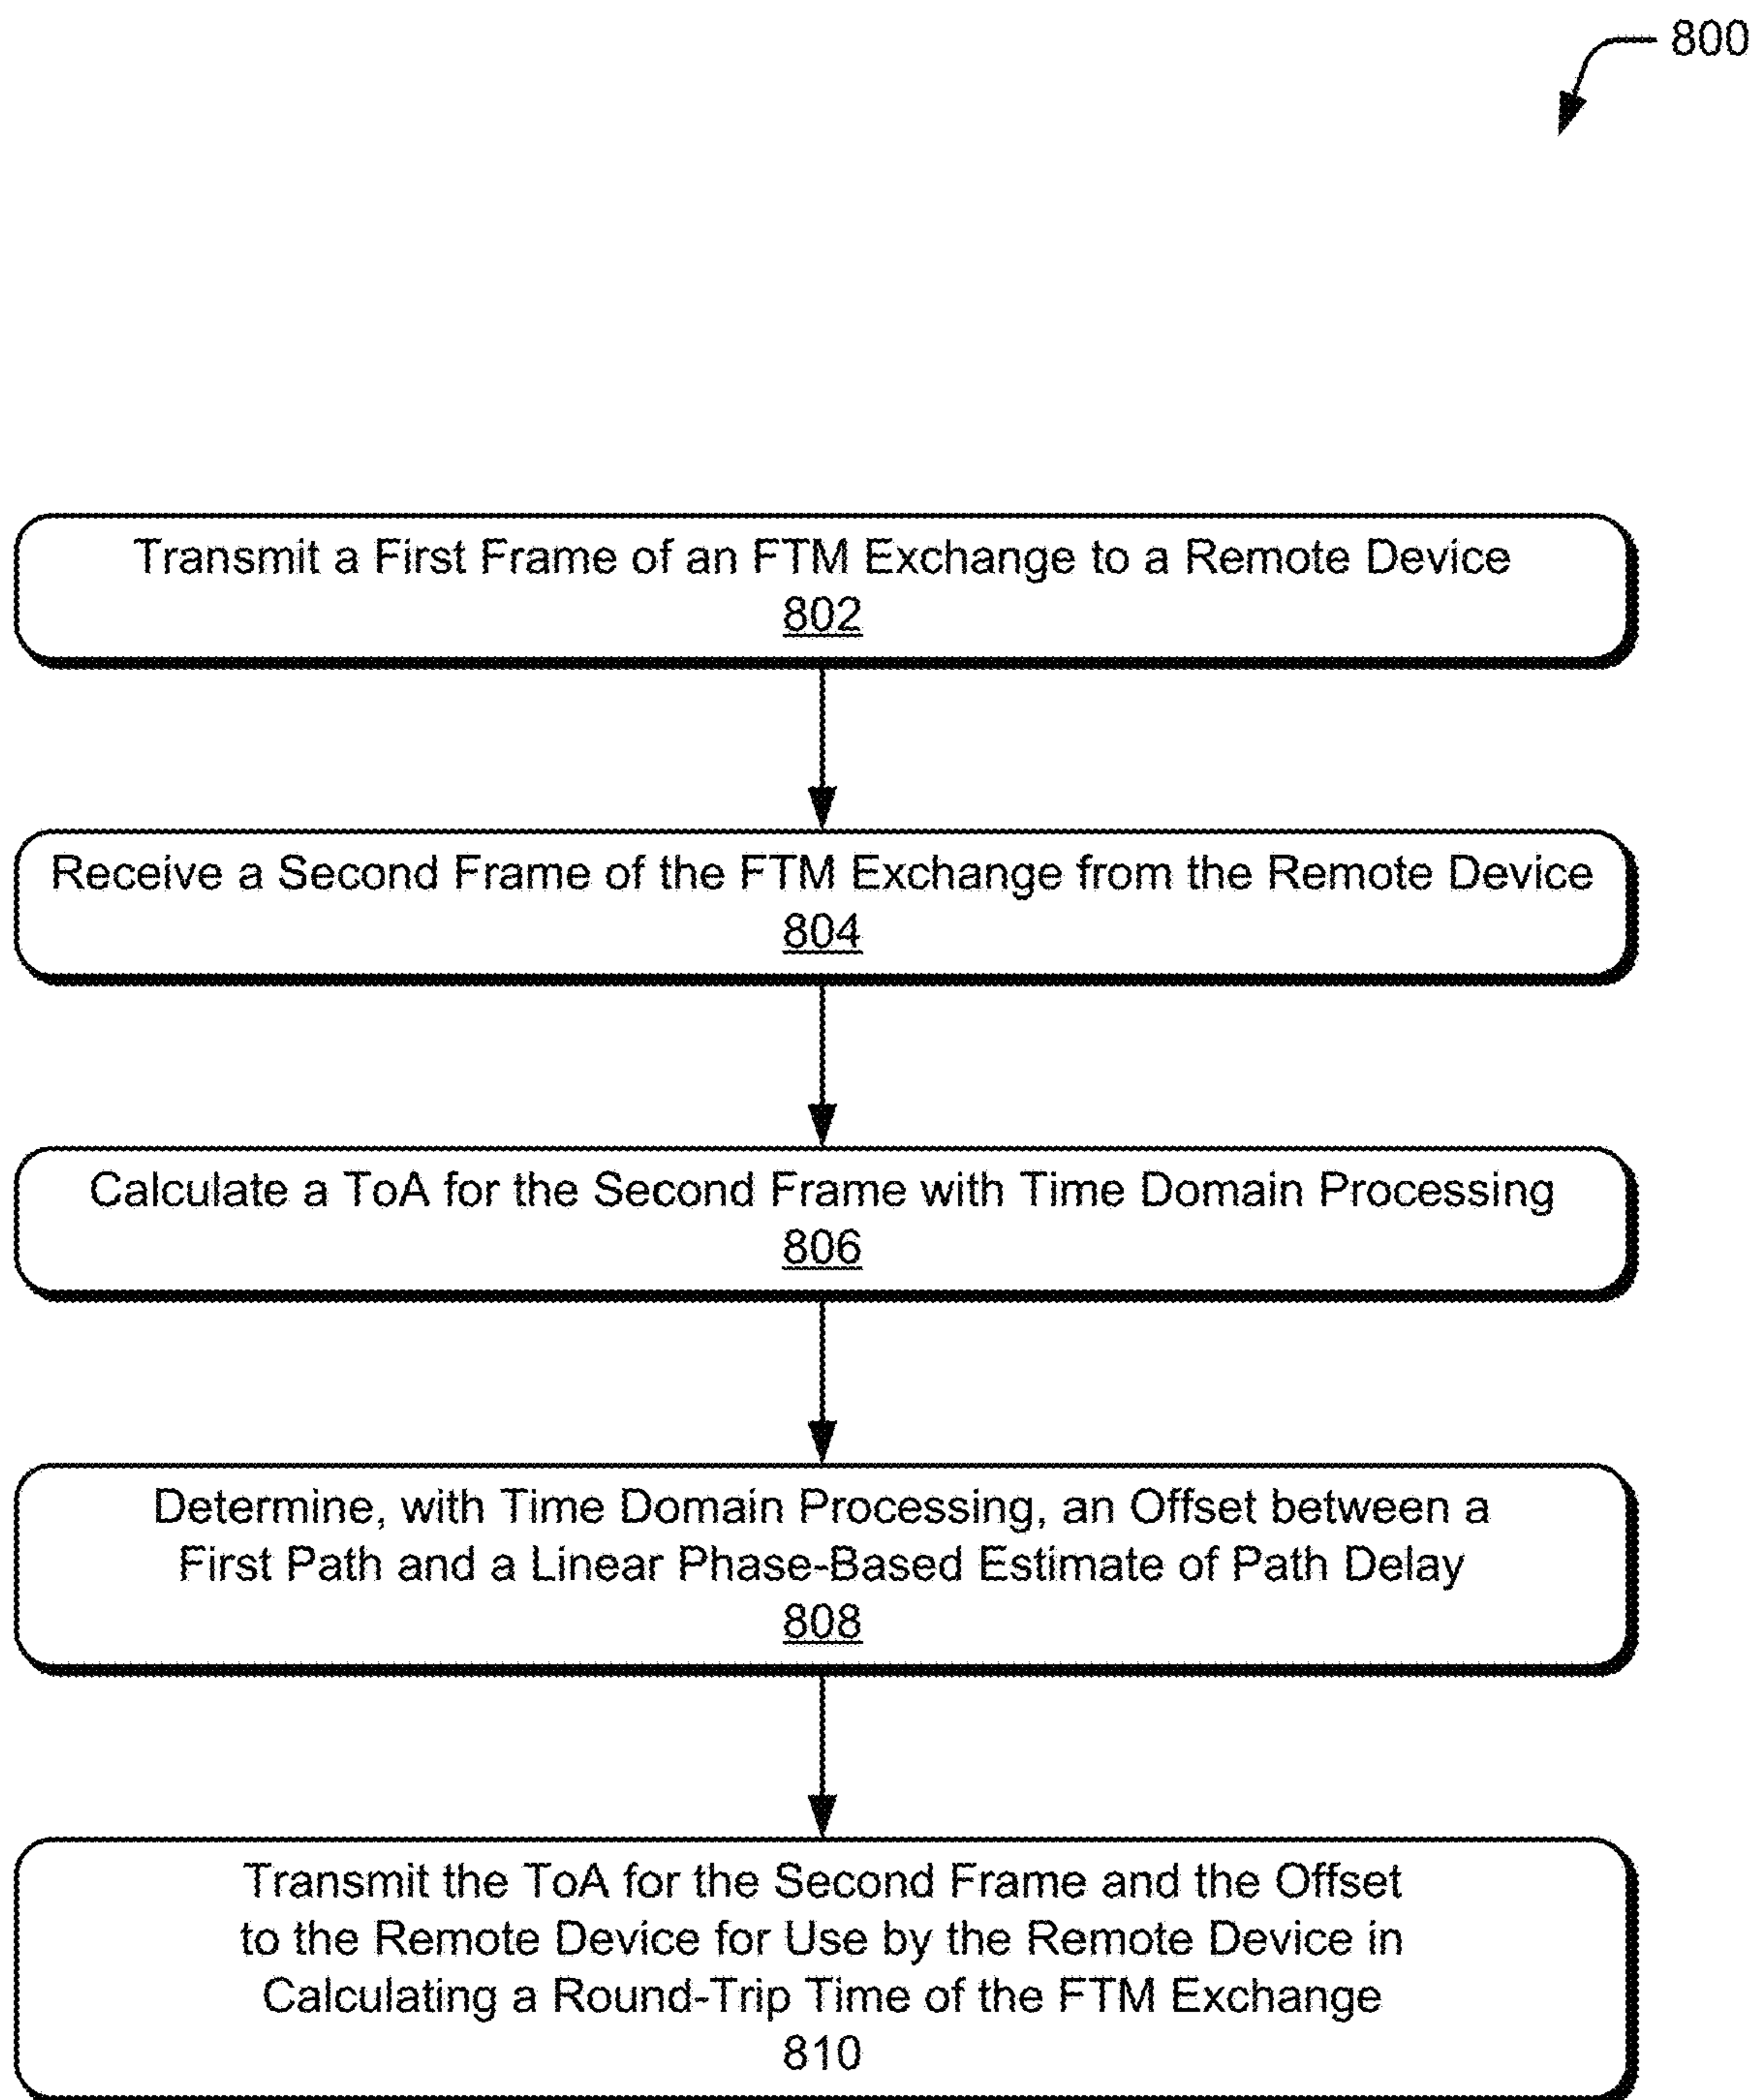 800
Transmit a First Frame of an FTM Exchange to a Remote Device
802
Receive a Second Frame of the FTM Exchange from the Remote Device
804
Calculate a ToA for the Second Frame with Time Domain Processing
806
Determine, with Time Domain Processing, an Offset between a
First Path and a Linear Phase-Based Estimate of Path Delay
808
Transmit the ToA for the Second Frame and the Offset
to the Remote Device for Use by the Remote Device in
Calculating a Round-Trip Time of the FTM Exchange
810